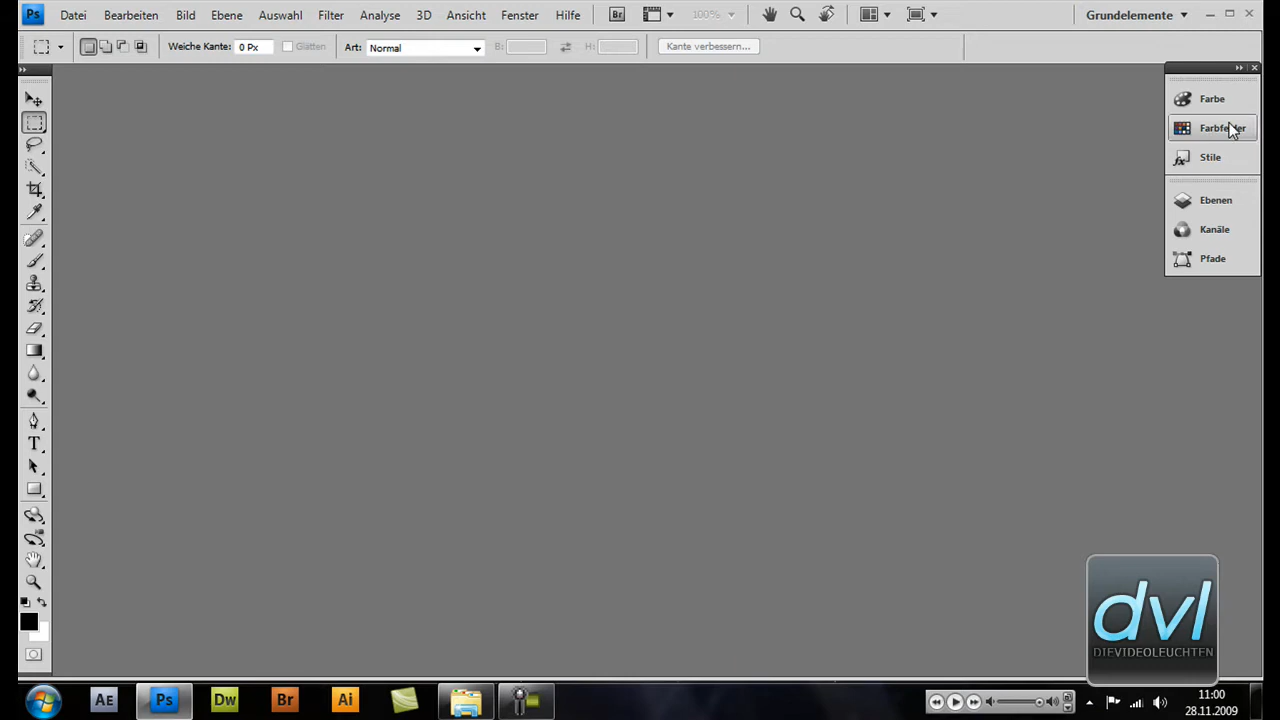 Ps Datei Bearbeiten Bild Ebene Auswahl Filter Analyse 3D Ansicht Fenster Hilfe Br 100% Grundelemente
Weiche Kante: 0 Px Glätten Art: Normal B: H: Kante verbessern...
Farbe
Farbfelder
Stile
Ebenen
Kanäle
Pfade
T
dvl
DIEVIDEOLEUCHTEN
AE Ps Dw Br Ai
11:00
28.11.2009